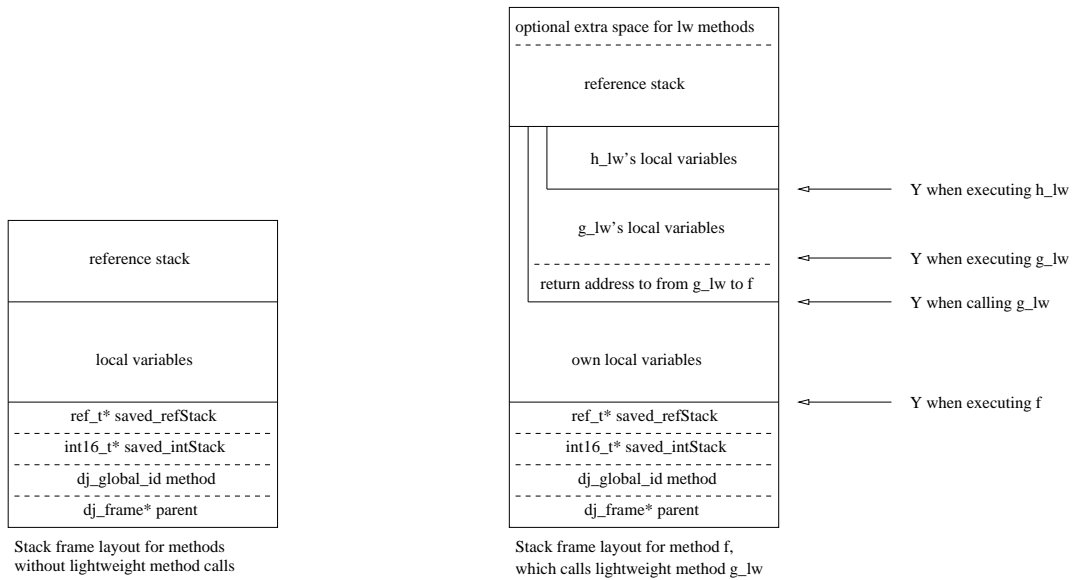 reference stack
local variables
ref_t* saved_refStack
int16_t* saved_intStack
dj_global_id method
dj_frame* parent
Stack frame layout for methods
without lightweight method calls
optional extra space for lw methods
reference stack
h_lw's local variables
g_lw's local variables
return address to from g_lw to f
own local variables
ref_t* saved_refStack
int16_t* saved_intStack
dj_global_id method
dj_frame* parent
Stack frame layout for method f,
which calls lightweight method g_lw
Y when executing h_lw
Y when executing g_lw
Y when calling g_lw
Y when executing f